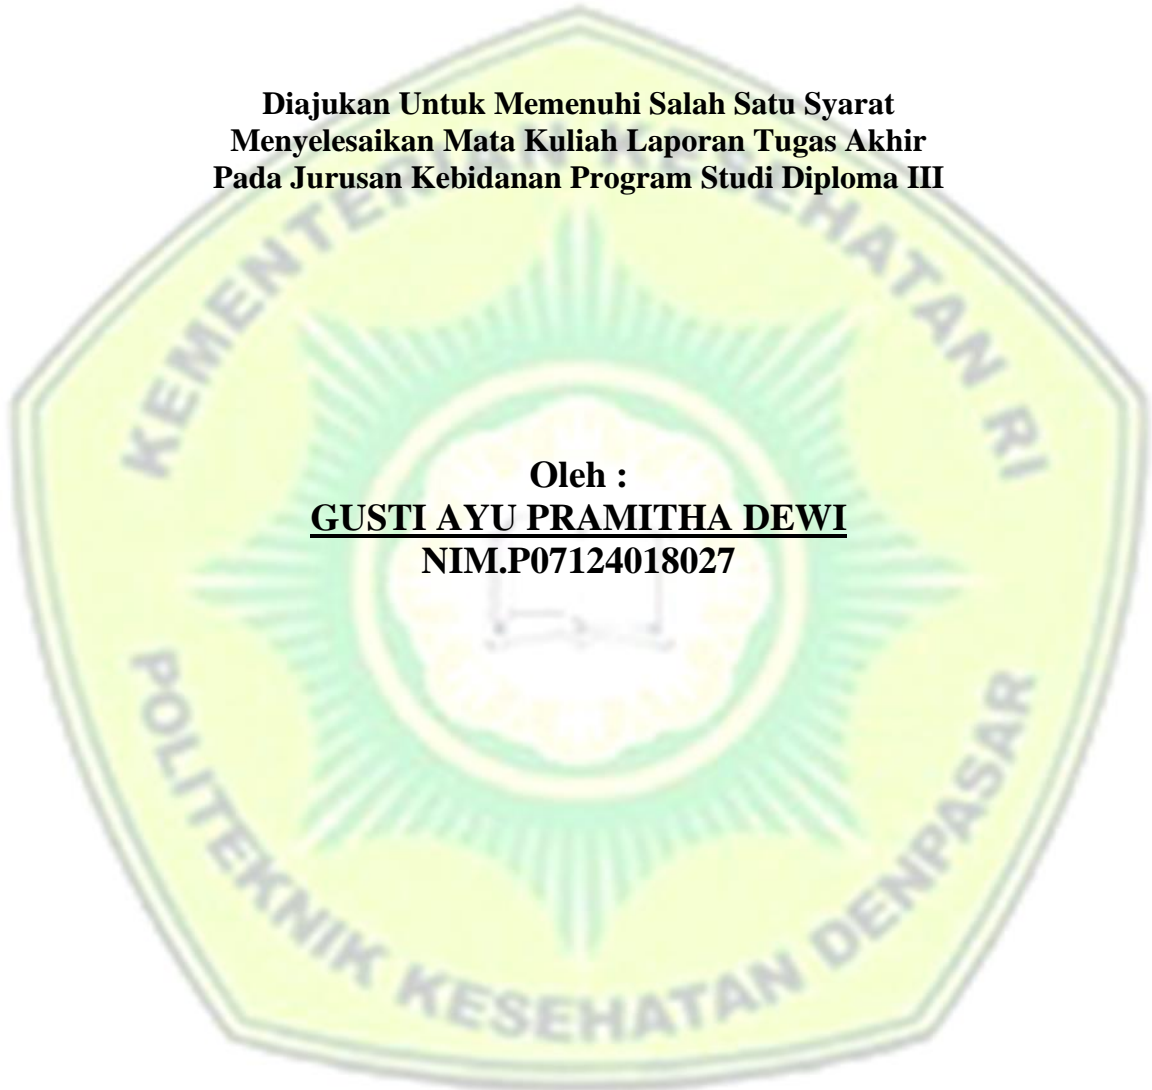 Diajukan Untuk Memenuhi Salah Satu Syarat
Menyelesaikan Mata Kuliah Laporan Tugas Akhir
Pada Jurusan Kebidanan Program Studi Diploma III
KEMENTERIAN KESEHATAN RI
Oleh :
GUSTI AYU PRAMITHA DEWI
NIM.P07124018027
POLITEKNIK KESEHATAN DENPASAR